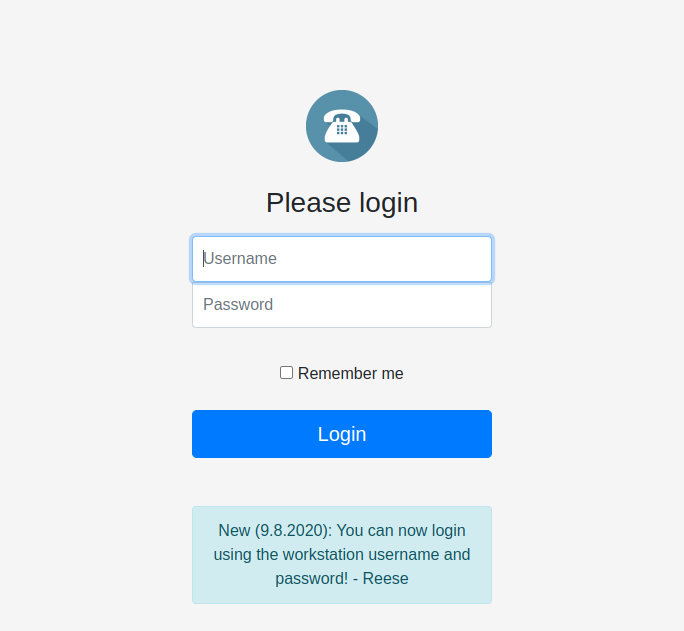 Please login
Username
Password
Remember me
Login
New (9.8.2020): You can now login
using the workstation username and
password! - Reese